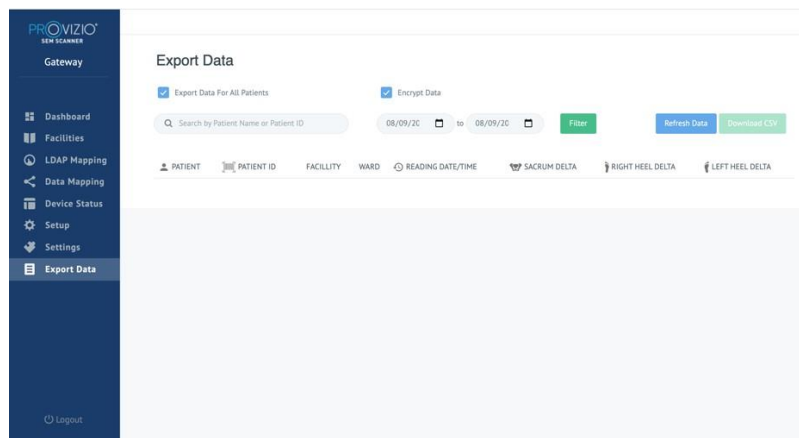 PROVIZIO®
SEM SCANNER
Gateway
Dashboard
Facilities
LDAP Mapping
Data Mapping
Device Status
Setup
Settings
Export Data
Logout
Export Data
Export Data For All Patients
Encrypt Data
Search by Patient Name or Patient ID
08/09/20 to 08/09/20
Filter
Refresh Data
Download CSV
PATIENT PATIENT ID FACILLITY WARD READING DATE/TIME SACRUM DELTA RIGHT HEEL DELTA LEFT HEEL DELTA